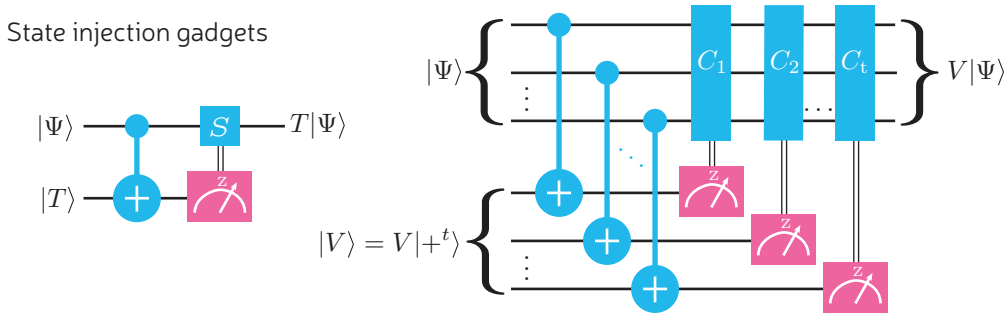 State injection gadgets
|Ψ⟩
S
T|Ψ⟩
|T⟩
z
|Ψ⟩
C₁
C₂
...
Cₜ
V|Ψ⟩
|V⟩ = V|+ᵗ⟩
z
z
z